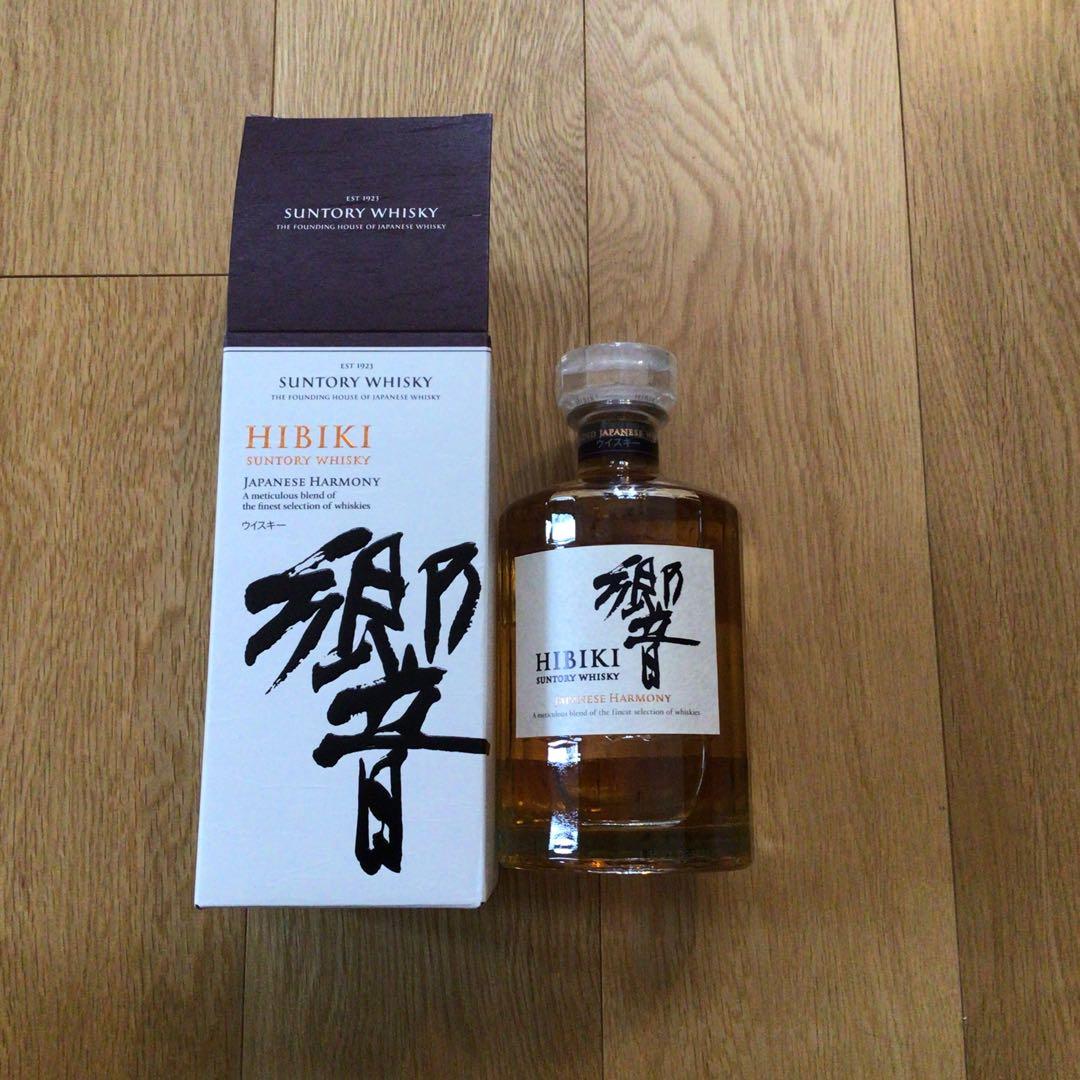 EST 1923
SUNTORY WHISKY
THE FOUNDING HOUSE OF JAPANESE WHISKY
EST 1923
SUNTORY WHISKY
THE FOUNDING HOUSE OF JAPANESE WHISKY
HIBIKI
SUNTORY WHISKY
JAPANESE HARMONY
A meticulous blend of
the finest selection of whiskies
ウイスキー
響
HIBIKI
JAPANESE
ウイスキー
響
HIBIKI
SUNTORY WHISKY
JAPANESE HARMONY
A meticulous blend of the finest selection of whiskies